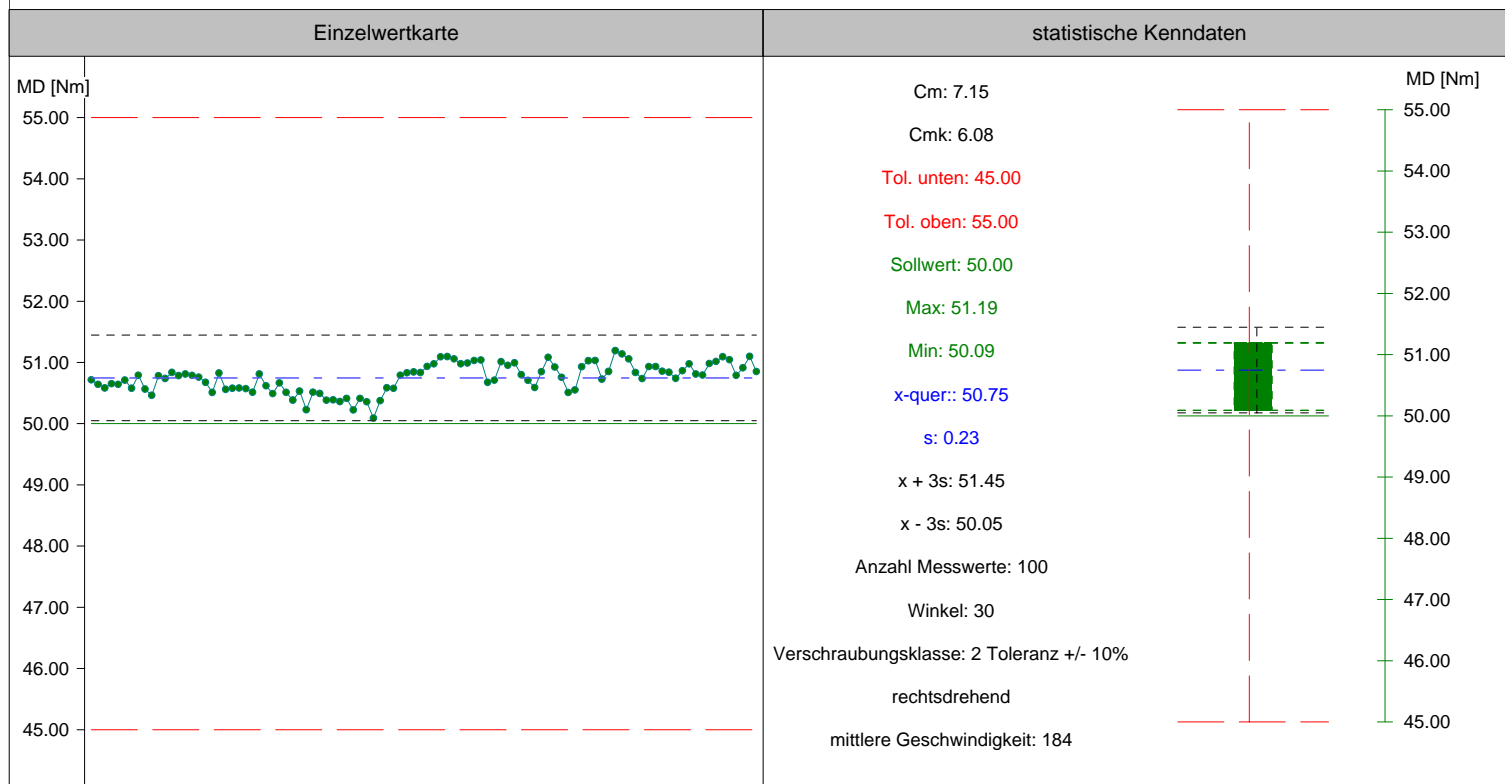 Einzelwertkarte
statistische Kenndaten
MD [Nm]
55.00
54.00
53.00
52.00
51.00
50.00
49.00
48.00
47.00
46.00
45.00
Cm: 7.15
Cmk: 6.08
Tol. unten: 45.00
Tol. oben: 55.00
Sollwert: 50.00
Max: 51.19
Min: 50.09
x-quer:: 50.75
s: 0.23
x + 3s: 51.45
x - 3s: 50.05
Anzahl Messwerte: 100
Winkel: 30
Verschraubungsklasse: 2 Toleranz +/- 10%
rechtsdrehend
mittlere Geschwindigkeit: 184
MD [Nm]
55.00
54.00
53.00
52.00
51.00
50.00
49.00
48.00
47.00
46.00
45.00